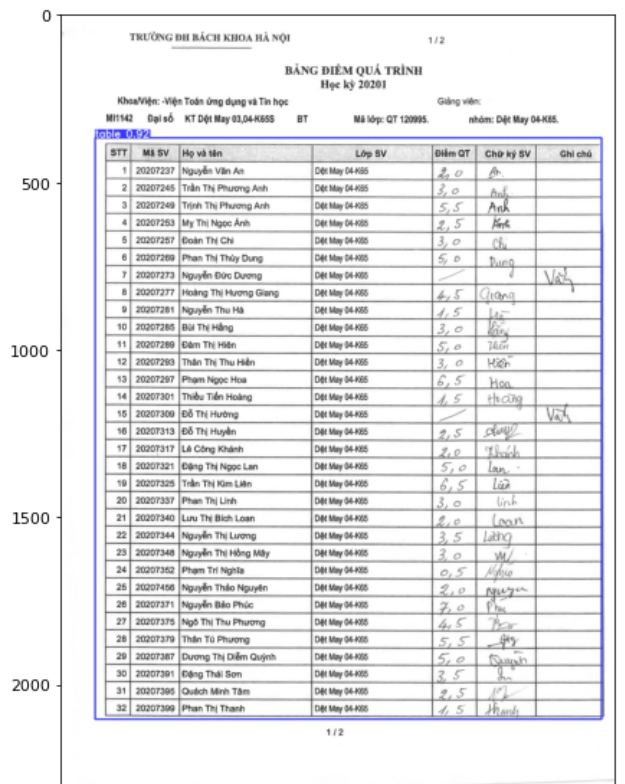 0
TRƯỜNG ĐH BÁCH KHOA HÀ NỘI
1 / 2
BẢNG ĐIỂM QUÁ TRÌNH
Học kỳ 20201
Khoa/Viện: -Viện Toán ứng dụng và Tin học Giảng viên:
MI1142 Đại số KT Dệt May 03,04-K65S BT Mã lớp: QT 120995. nhóm: Dệt May 04-K65.
table 0.92
STT Mã SV Họ và tên Lớp SV Điểm QT Chữ ký SV Ghi chú
1 20207237 Nguyễn Vân An Dệt May 04-K65 2,0 An
500
2 20207245 Trần Thị Phương Anh Dệt May 04-K65 3,0 Anh
3 20207249 Trịnh Thị Phương Anh Dệt May 04-K65 5,5 Anh
4 20207253 My Thị Ngọc Ánh Dệt May 04-K65 2,5 Ánh
5 20207257 Đoàn Thị Chi Dệt May 04-K65 3,0 Chi
6 20207269 Phan Thị Thùy Dung Dệt May 04-K65 5,0 Dung
7 20207273 Nguyễn Đức Dương Dệt May 04-K65 Vắng
8 20207277 Hoàng Thị Hương Giang Dệt May 04-K65 4,5 Giang
9 20207281 Nguyễn Thu Hà Dệt May 04-K65 1,5 Hà
10 20207285 Bùi Thị Hằng Dệt May 04-K65 3,0 Hằng
1000
11 20207289 Đàm Thị Hiên Dệt May 04-K65 5,0 Hiên
12 20207293 Thân Thị Thu Hiền Dệt May 04-K65 3,0 Hiền
13 20207297 Phạm Ngọc Hoa Dệt May 04-K65 6,5 Hoa
14 20207301 Thiều Tiến Hoàng Dệt May 04-K65 1,5 Hoàng
15 20207309 Đỗ Thị Hường Dệt May 04-K65 Vắng
16 20207313 Đỗ Thị Huyền Dệt May 04-K65 2,5
17 20207317 Lê Công Khánh Dệt May 04-K65 2,0 Khánh
18 20207321 Đặng Thị Ngọc Lan Dệt May 04-K65 5,0 Lan
19 20207325 Trần Thị Kim Liên Dệt May 04-K65 6,5 Liên
20 20207337 Phan Thị Linh Dệt May 04-K65 3,0 Linh
1500
21 20207340 Lưu Thị Bích Loan Dệt May 04-K65 2,0 Loan
22 20207344 Nguyễn Thị Lương Dệt May 04-K65 3,5 Lương
23 20207348 Nguyễn Thị Hồng Mây Dệt May 04-K65 3,0
24 20207352 Phạm Trí Nghĩa Dệt May 04-K65 0,5 Nghĩa
25 20207456 Nguyễn Thảo Nguyên Dệt May 04-K65 2,0 nguyên
26 20207371 Nguyễn Bảo Phúc Dệt May 04-K65 7,0 Phúc
27 20207375 Ngô Thị Thu Phương Dệt May 04-K65 4,5
28 20207379 Thân Tú Phương Dệt May 04-K65 5,5
29 20207387 Dương Thị Diễm Quỳnh Dệt May 04-K65 5,0 Quỳnh
30 20207391 Đặng Thái Sơn Dệt May 04-K65 3,5
2000
31 20207395 Quách Minh Tâm Dệt May 04-K65 2,5
32 20207399 Phan Thị Thanh Dệt May 04-K65 1,5 thanh
1 / 2